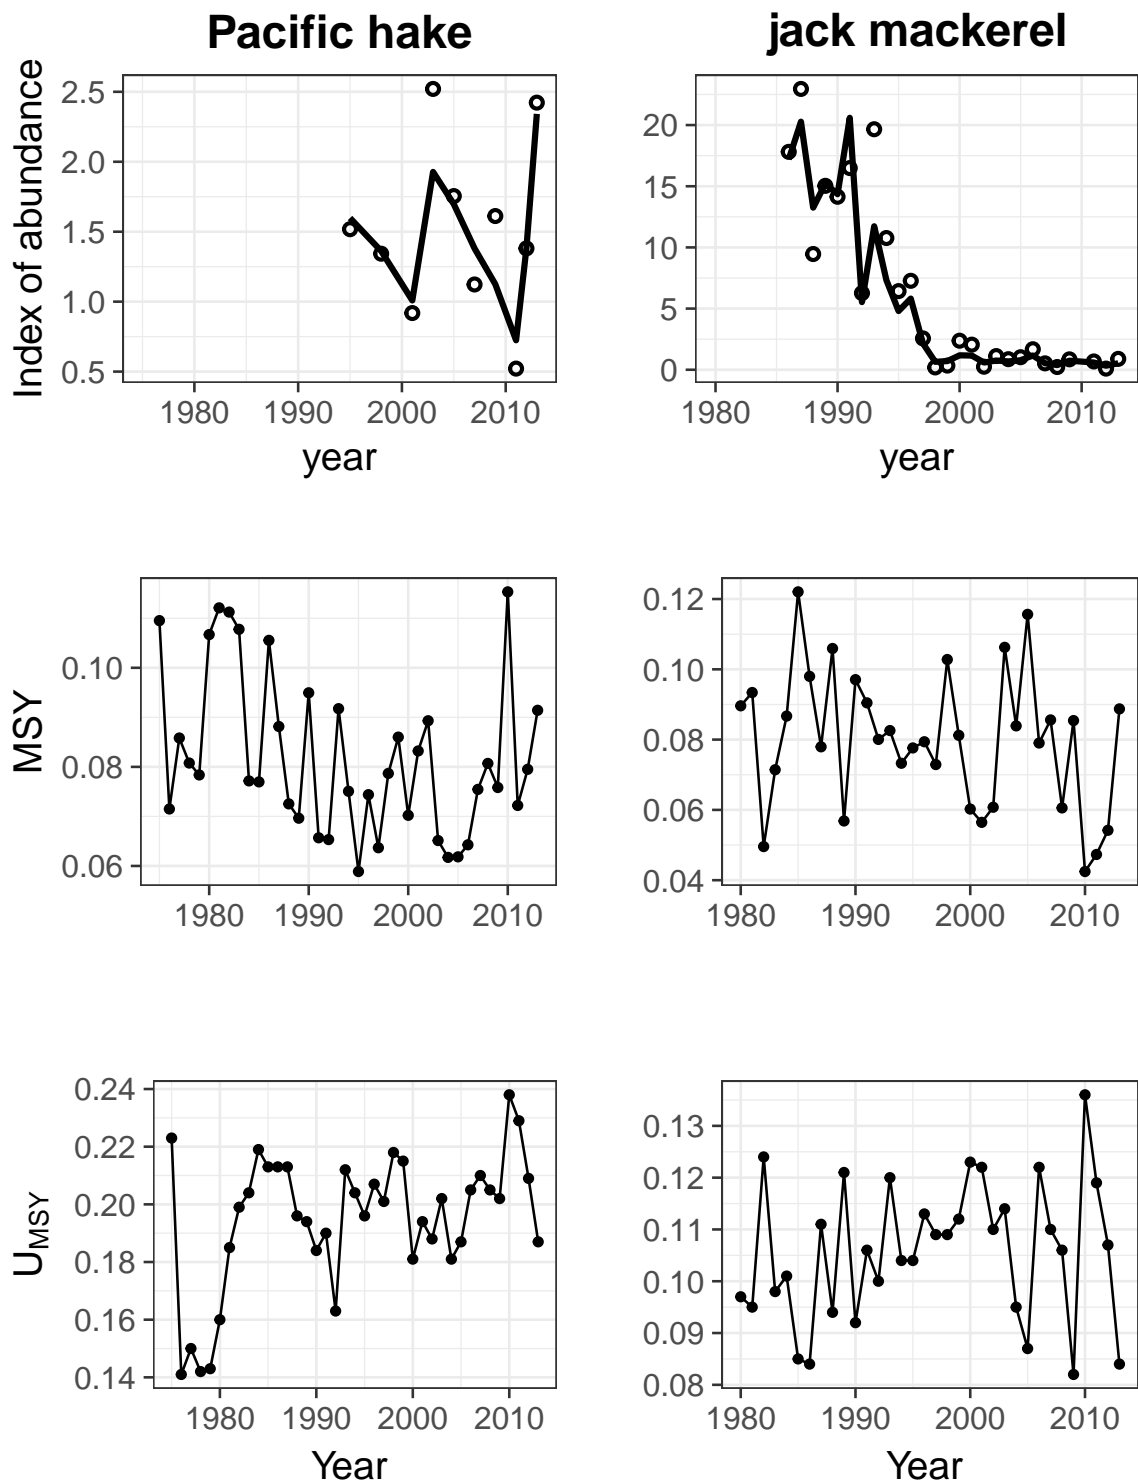 Pacific hake
jack mackerel
Index of abundance
2.5
2.0
1.5
1.0
0.5
1980 1990 2000 2010
year
20
15
10
5
0
1980 1990 2000 2010
year
MSY
0.10
0.08
0.06
1980 1990 2000 2010
0.12
0.10
0.08
0.06
0.04
1980 1990 2000 2010
UMSY
0.24
0.22
0.20
0.18
0.16
0.14
1980 1990 2000 2010
Year
0.13
0.12
0.11
0.10
0.09
0.08
1980 1990 2000 2010
Year